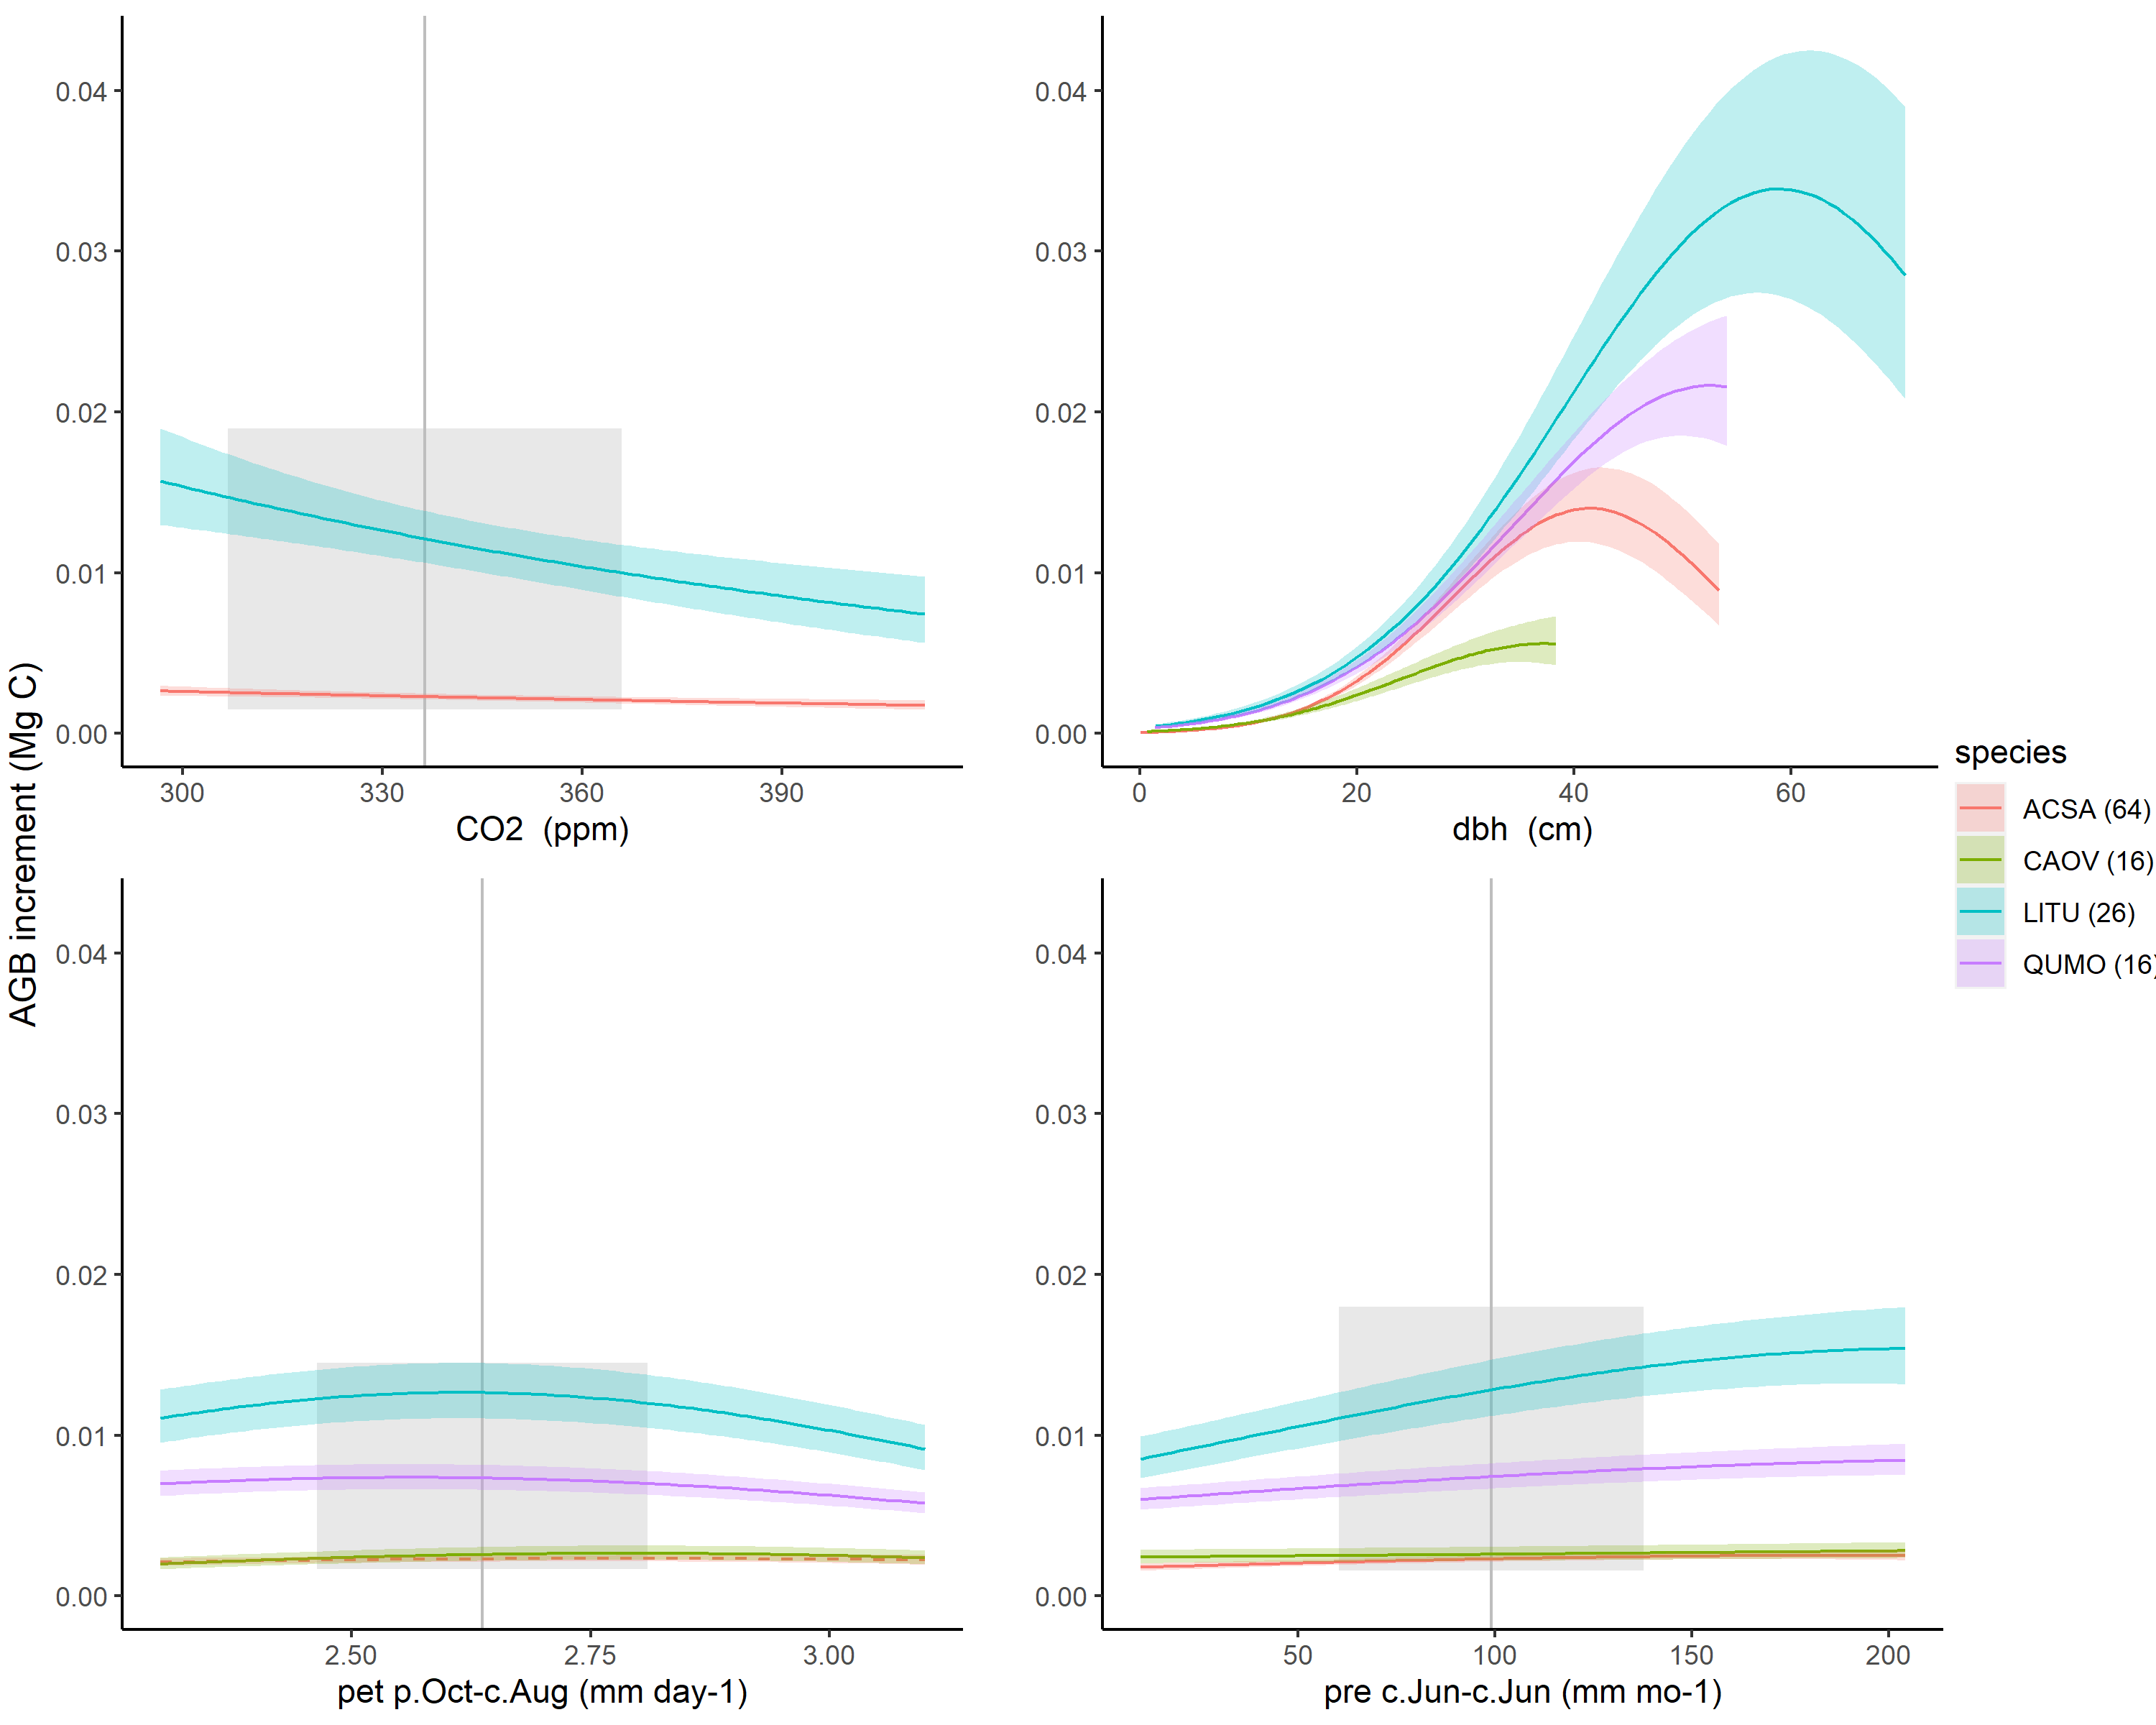 AGB increment (Mg C)
0.04
0.03
0.02
0.01
0.00
300 330 360 390
CO2 (ppm)
0.04
0.03
0.02
0.01
0.00
0 20 40 60
dbh (cm)
0.04
0.03
0.02
0.01
0.00
2.50 2.75 3.00
pet p.Oct-c.Aug (mm day-1)
0.04
0.03
0.02
0.01
0.00
50 100 150 200
pre c.Jun-c.Jun (mm mo-1)
species
ACSA (64)
CAOV (16)
LITU (26)
QUMO (16)